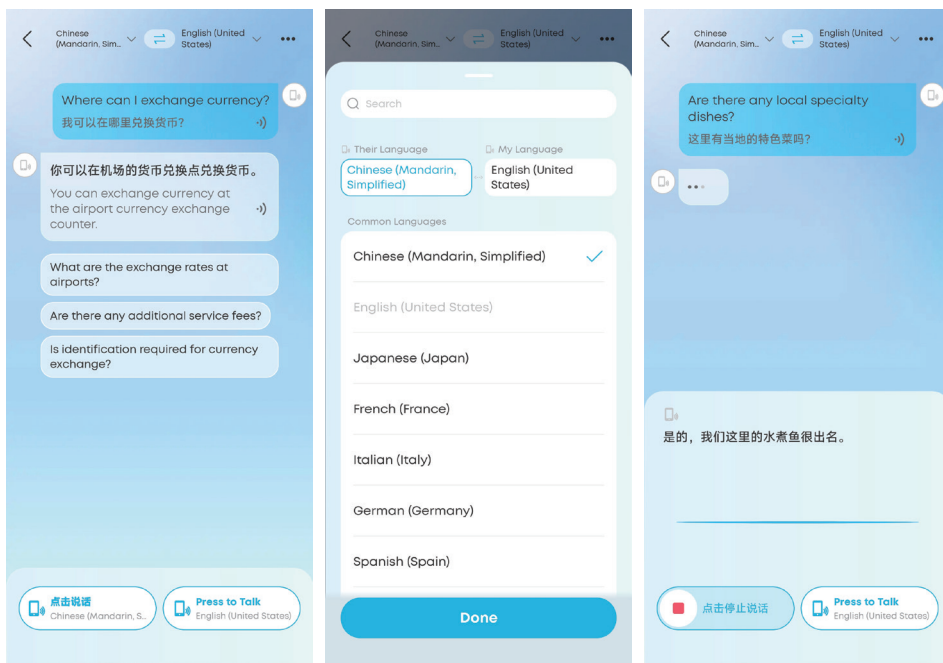 Chinese
(Mandarin, Sim...
English (United
States)
Where can I exchange currency?
我可以在哪里兑换货币？
你可以在机场的货币兑换点兑换货币。
You can exchange currency at
the airport currency exchange
counter.
What are the exchange rates at
airports?
Are there any additional service fees?
Is identification required for currency
exchange?
点击说话
Chinese (Mandarin, S...
Press to Talk
English (United States)
Chinese
(Mandarin, Sim...
English (United
States)
Search
Their Language
My Language
Chinese (Mandarin,
Simplified)
English (United
States)
Common Languages
Chinese (Mandarin, Simplified)
English (United States)
Japanese (Japan)
French (France)
Italian (Italy)
German (Germany)
Spanish (Spain)
Done
Chinese
(Mandarin, Sim...
English (United
States)
Are there any local specialty
dishes?
这里有当地的特色菜吗？
是的，我们这里的水煮鱼很出名。
点击停止说话
Press to Talk
English (United States)